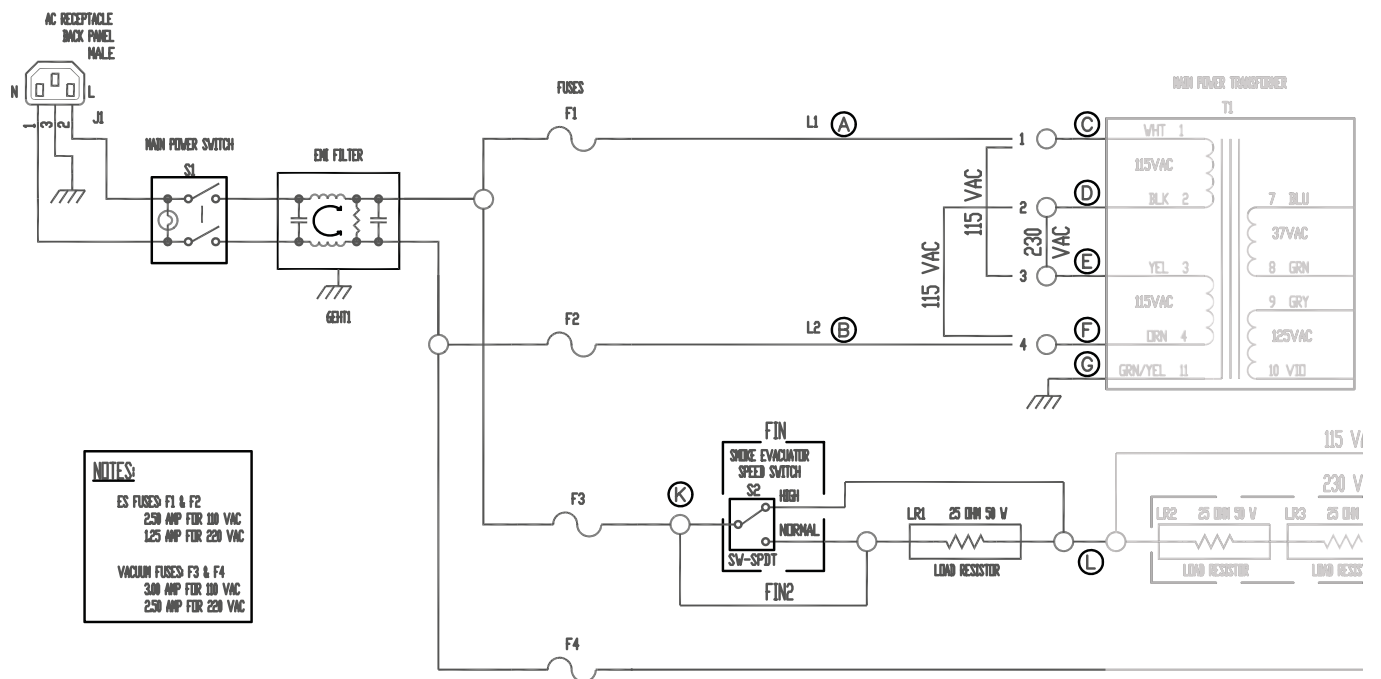 AC RECEPTACLE
BACK PANEL
MALE
N
L
J1
1
3
2
MAIN POWER SWITCH
S1
EMI FILTER
GEHT1
FUSES
F1
L1
A
F2
L2
B
115 VAC
115 VAC
230 VAC
1
2
3
4
C
D
E
F
G
MAIN POWER TRANSFORMER
T1
WHT 1
115VAC
BLK 2
YEL 3
115VAC
ORN 4
GRN/YEL 11
7 BLU
37VAC
8 GRN
9 GRY
125VAC
10 VIO
NOTES:
ES FUSES: F1 & F2
2.50 AMP FOR 110 VAC
1.25 AMP FOR 220 VAC
VACUUM FUSES: F3 & F4
3.00 AMP FOR 110 VAC
2.50 AMP FOR 220 VAC
F3
K
FIN
SMOKE EVACUATOR
SPEED SWITCH
S2
HIGH
NORMAL
SW-SPDT
FIN2
LR1 25 OHM 50 W
LOAD RESISTOR
L
115 V
230 V
LR2 25 OHM 50 V
LOAD RESISTOR
LR3 25 OHM
LOAD RESIS
F4